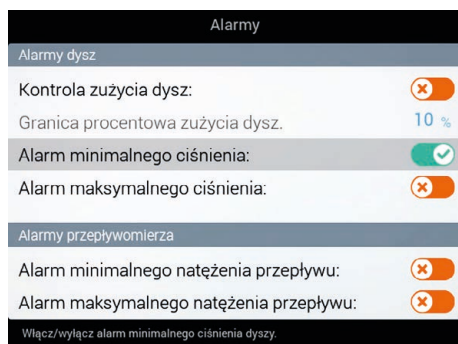 Alarmy
Alarmy dysz
Kontrola zużycia dysz:
Granica procentowa zużycia dysz. 10 %
Alarm minimalnego ciśnienia:
Alarm maksymalnego ciśnienia:
Alarmy przepływomierza
Alarm minimalnego natężenia przepływu:
Alarm maksymalnego natężenia przepływu:
Włącz/wyłącz alarm minimalnego ciśnienia dyszy.